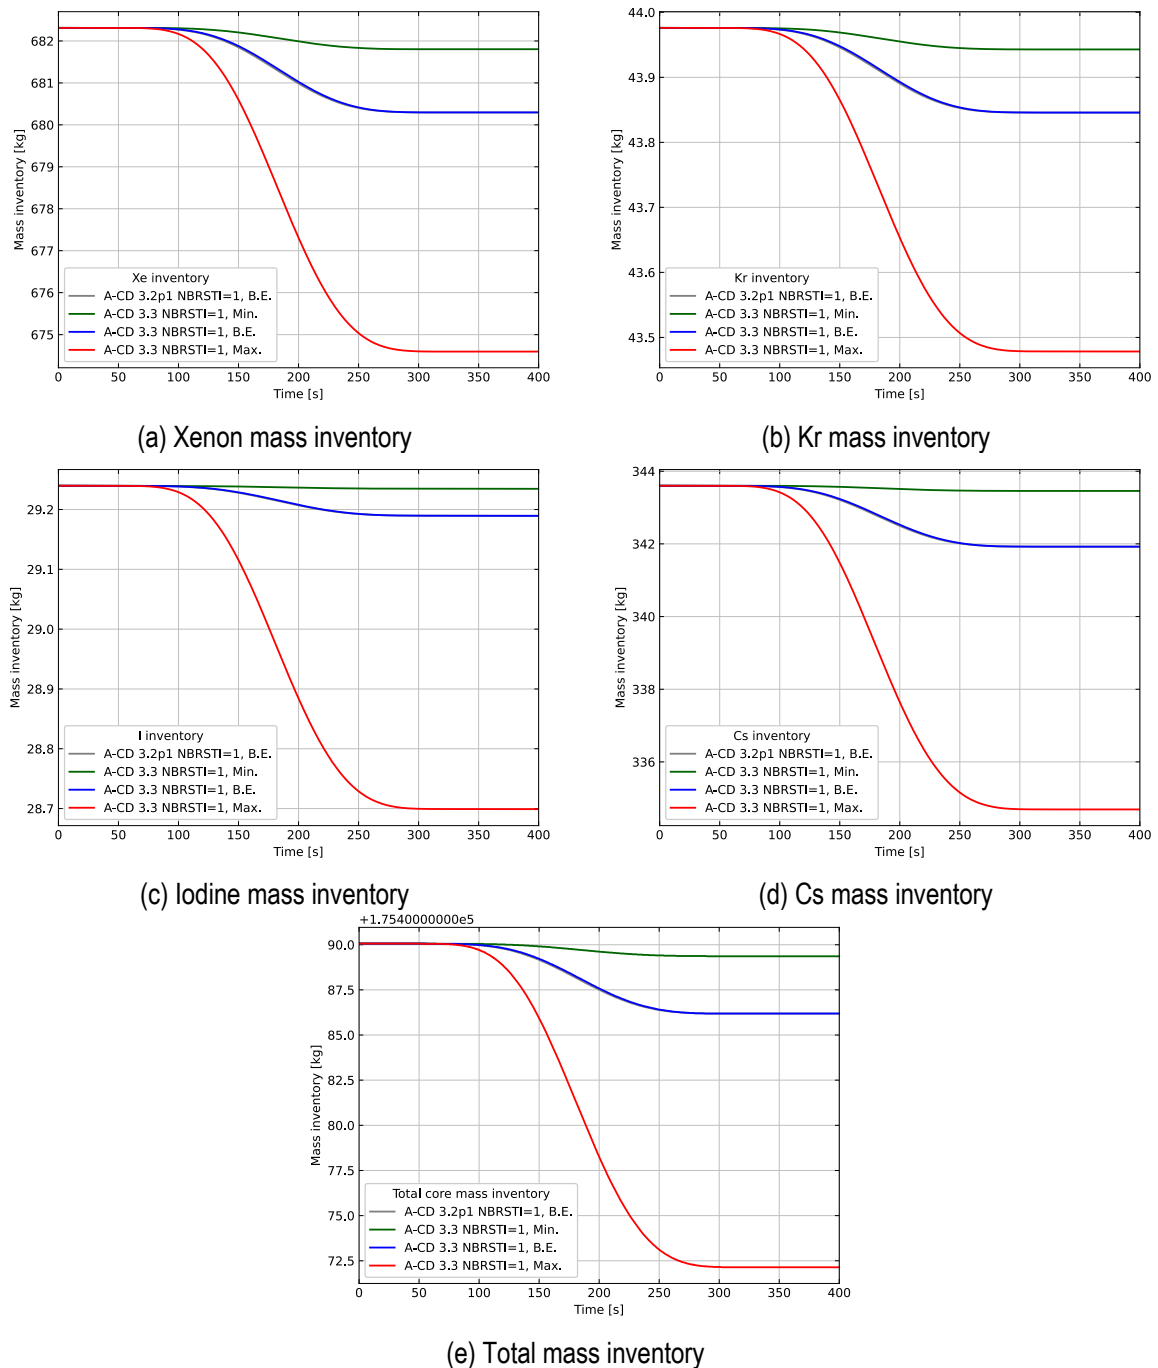 682
681
680
679
678
677
676
675
Mass inventory [kg]
Xe inventory
A-CD 3.2p1 NBRSTI=1, B.E.
A-CD 3.3 NBRSTI=1, Min.
A-CD 3.3 NBRSTI=1, B.E.
A-CD 3.3 NBRSTI=1, Max.
0 50 100 150 200 250 300 350 400
Time [s]
(a) Xenon mass inventory
44.0
43.9
43.8
43.7
43.6
43.5
Mass inventory [kg]
Kr inventory
A-CD 3.2p1 NBRSTI=1, B.E.
A-CD 3.3 NBRSTI=1, Min.
A-CD 3.3 NBRSTI=1, B.E.
A-CD 3.3 NBRSTI=1, Max.
0 50 100 150 200 250 300 350 400
Time [s]
(b) Kr mass inventory
29.2
29.1
29.0
28.9
28.8
28.7
Mass inventory [kg]
I inventory
A-CD 3.2p1 NBRSTI=1, B.E.
A-CD 3.3 NBRSTI=1, Min.
A-CD 3.3 NBRSTI=1, B.E.
A-CD 3.3 NBRSTI=1, Max.
0 50 100 150 200 250 300 350 400
Time [s]
(c) Iodine mass inventory
344
342
340
338
336
Mass inventory [kg]
Cs inventory
A-CD 3.2p1 NBRSTI=1, B.E.
A-CD 3.3 NBRSTI=1, Min.
A-CD 3.3 NBRSTI=1, B.E.
A-CD 3.3 NBRSTI=1, Max.
0 50 100 150 200 250 300 350 400
Time [s]
(d) Cs mass inventory
+1.7540000000e5
90.0
87.5
85.0
82.5
80.0
77.5
75.0
72.5
Mass inventory [kg]
Total core mass inventory
A-CD 3.2p1 NBRSTI=1, B.E.
A-CD 3.3 NBRSTI=1, Min.
A-CD 3.3 NBRSTI=1, B.E.
A-CD 3.3 NBRSTI=1, Max.
0 50 100 150 200 250 300 350 400
Time [s]
(e) Total mass inventory